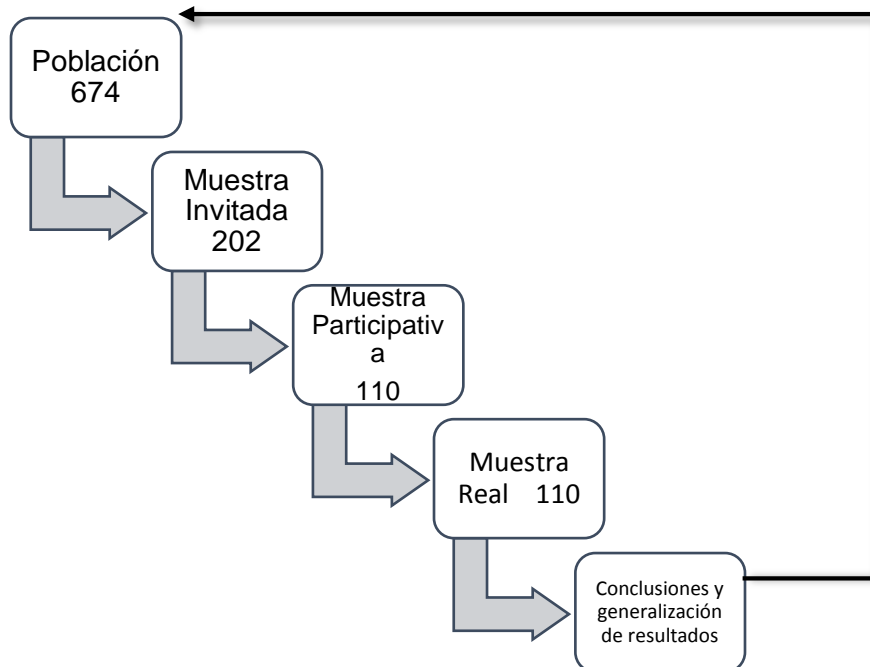 Población
674
Muestra
Invitada
202
Muestra
Participativ
a
110
Muestra
Real 110
Conclusiones y
generalización
de resultados